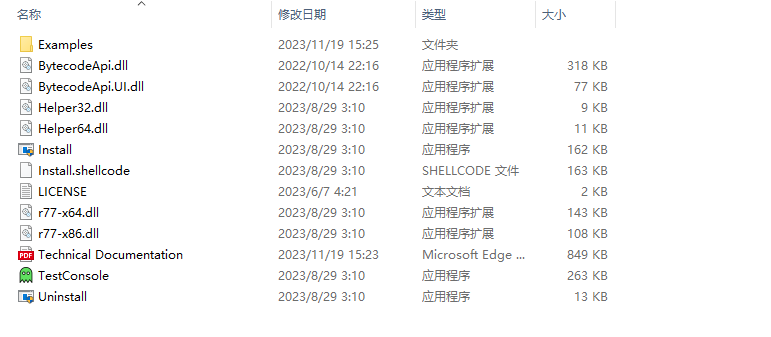 名称 修改日期 类型 大小
Examples 2023/11/19 15:25 文件夹
BytecodeApi.dll 2022/10/14 22:16 应用程序扩展 318 KB
BytecodeApi.UI.dll 2022/10/14 22:16 应用程序扩展 77 KB
Helper32.dll 2023/8/29 3:10 应用程序扩展 9 KB
Helper64.dll 2023/8/29 3:10 应用程序扩展 11 KB
Install 2023/8/29 3:10 应用程序 162 KB
Install.shellcode 2023/8/29 3:10 SHELLCODE 文件 163 KB
LICENSE 2023/6/7 4:21 文本文档 2 KB
r77-x64.dll 2023/8/29 3:10 应用程序扩展 143 KB
r77-x86.dll 2023/8/29 3:10 应用程序扩展 108 KB
PDF Technical Documentation 2023/11/19 15:23 Microsoft Edge ... 849 KB
TestConsole 2023/8/29 3:10 应用程序 263 KB
Uninstall 2023/8/29 3:10 应用程序 13 KB